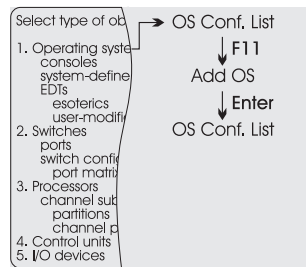 Select type of ob
1. Operating syste
consoles
system-define
EDTs
esoterics
user-modifi
2. Switches
ports
switch config
port matri
3. Processors
channel sub
partitions
channel p
4. Control units
5. I/O devices
OS Conf. List
F11
Add OS
Enter
OS Conf. List